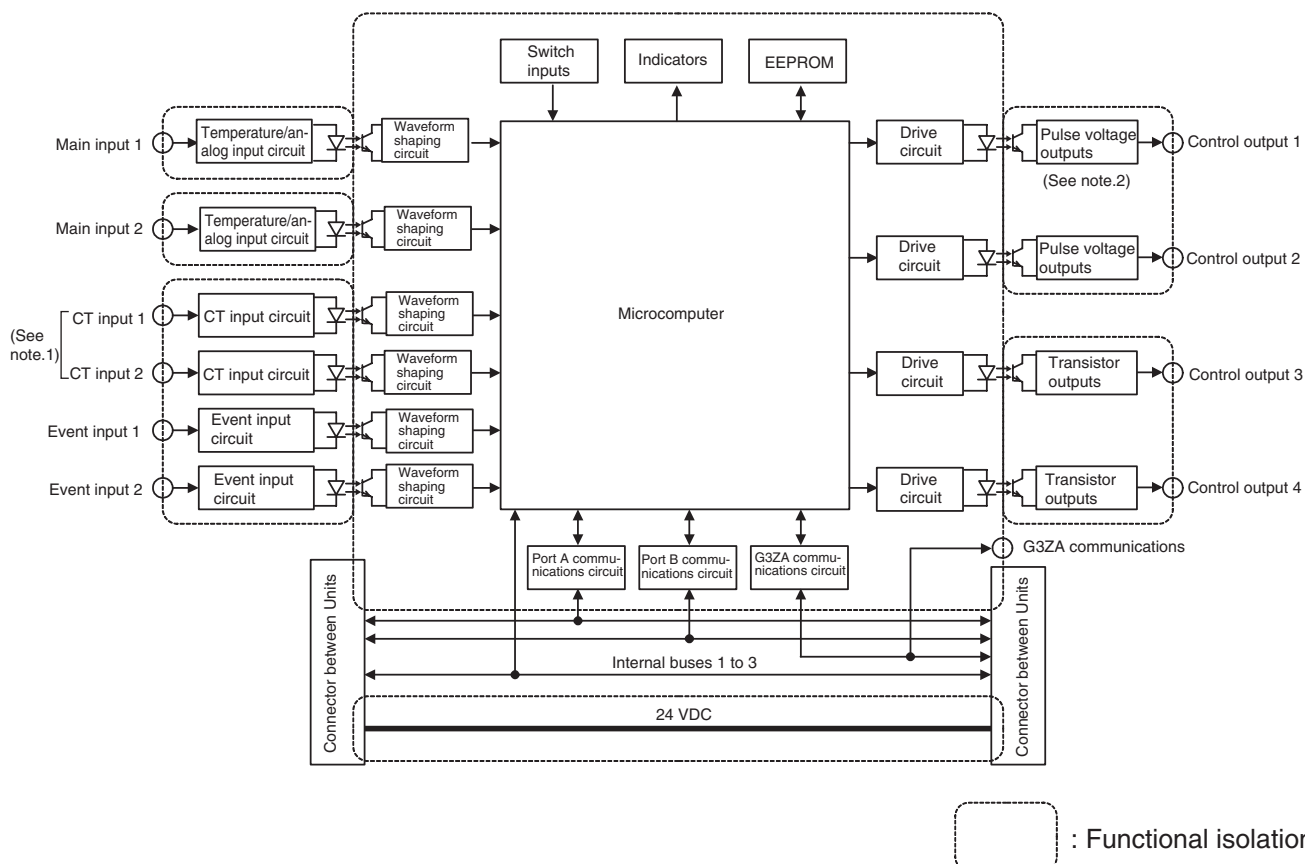 Switch
inputs
Indicators
EEPROM
Main input 1
Temperature/an-
alog input circuit
Waveform
shaping
circuit
Drive
circuit
Pulse voltage
outputs
Control output 1
(See note.2)
Main input 2
Temperature/an-
alog input circuit
Waveform
shaping
circuit
Drive
circuit
Pulse voltage
outputs
Control output 2
Microcomputer
(See
note.1)
CT input 1
CT input circuit
Waveform
shaping
circuit
CT input 2
CT input circuit
Waveform
shaping
circuit
Drive
circuit
Transistor
outputs
Control output 3
Event input 1
Event input
circuit
Waveform
shaping
circuit
Event input 2
Event input
circuit
Waveform
shaping
circuit
Drive
circuit
Transistor
outputs
Control output 4
Port A commu-
nications circuit
Port B commu-
nications circuit
G3ZA commu-
nications circuit
G3ZA communications
Connector between Units
Internal buses 1 to 3
24 VDC
Connector between Units
: Functional isolation